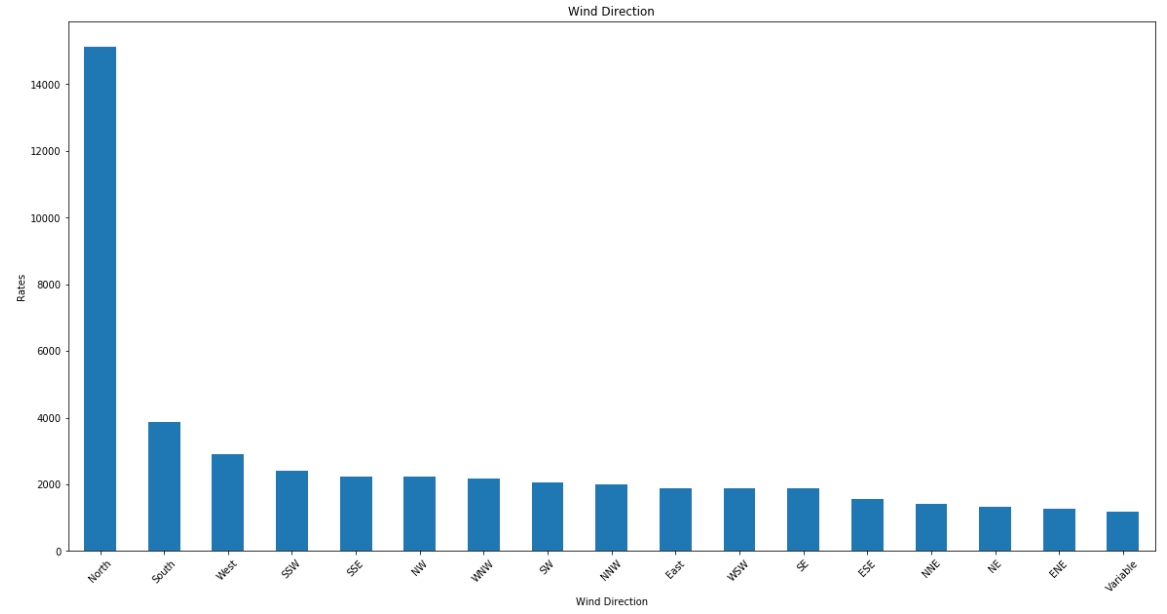 Wind Direction
14000
12000
10000
8000
6000
4000
2000
0
Rates
North
South
West
SSW
SSE
NW
WNW
SW
NNW
East
WSW
SE
ESE
NNE
NE
ENE
Variable
Wind Direction